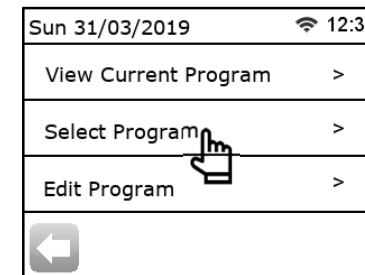 Sun 31/03/2019 12:3
View Current Program >
Select Program >
Edit Program >